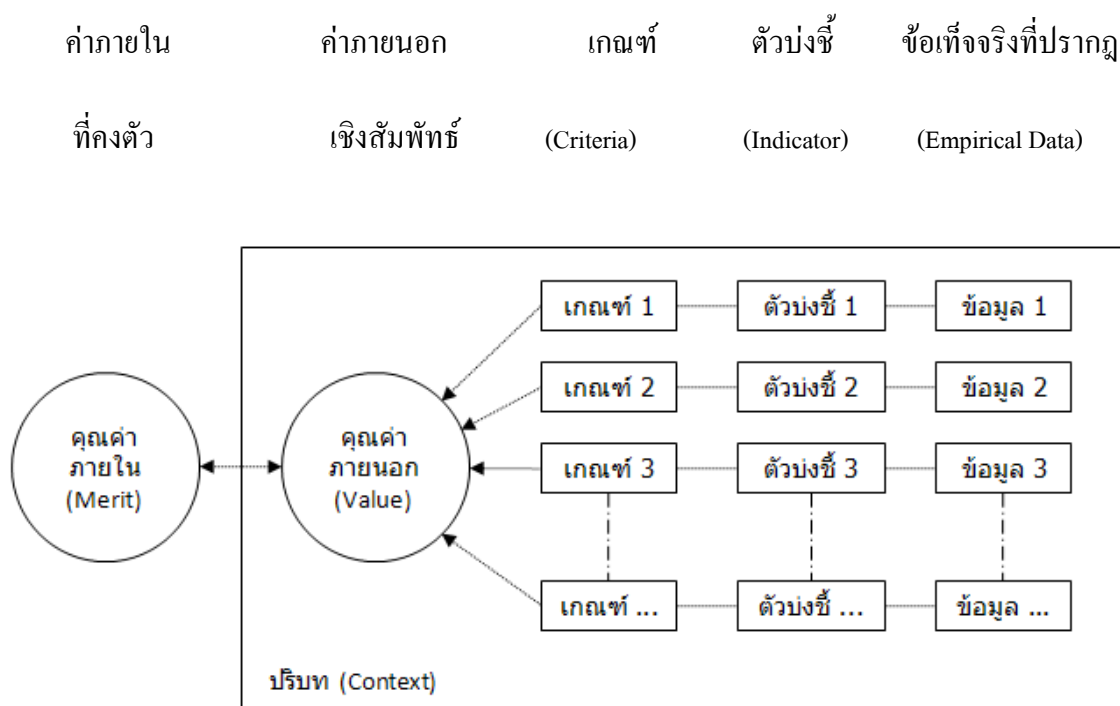 ค่าภายใน ค่าภายนอก เกณฑ์ ตัวบ่งชี้ ข้อเท็จจริงที่ปรากฎ
ที่คงตัว เชิงสัมพัทธ์ (Criteria) (Indicator) (Empirical Data)
เกณฑ์ 1 ตัวบ่งชี้ 1 ข้อมูล 1
เกณฑ์ 2 ตัวบ่งชี้ 2 ข้อมูล 2
คุณค่า
ภายใน
(Merit)
คุณค่า
ภายนอก
(Value)
เกณฑ์ 3 ตัวบ่งชี้ 3 ข้อมูล 3
เกณฑ์ ... ตัวบ่งชี้ ... ข้อมูล ...
ปริบท (Context)